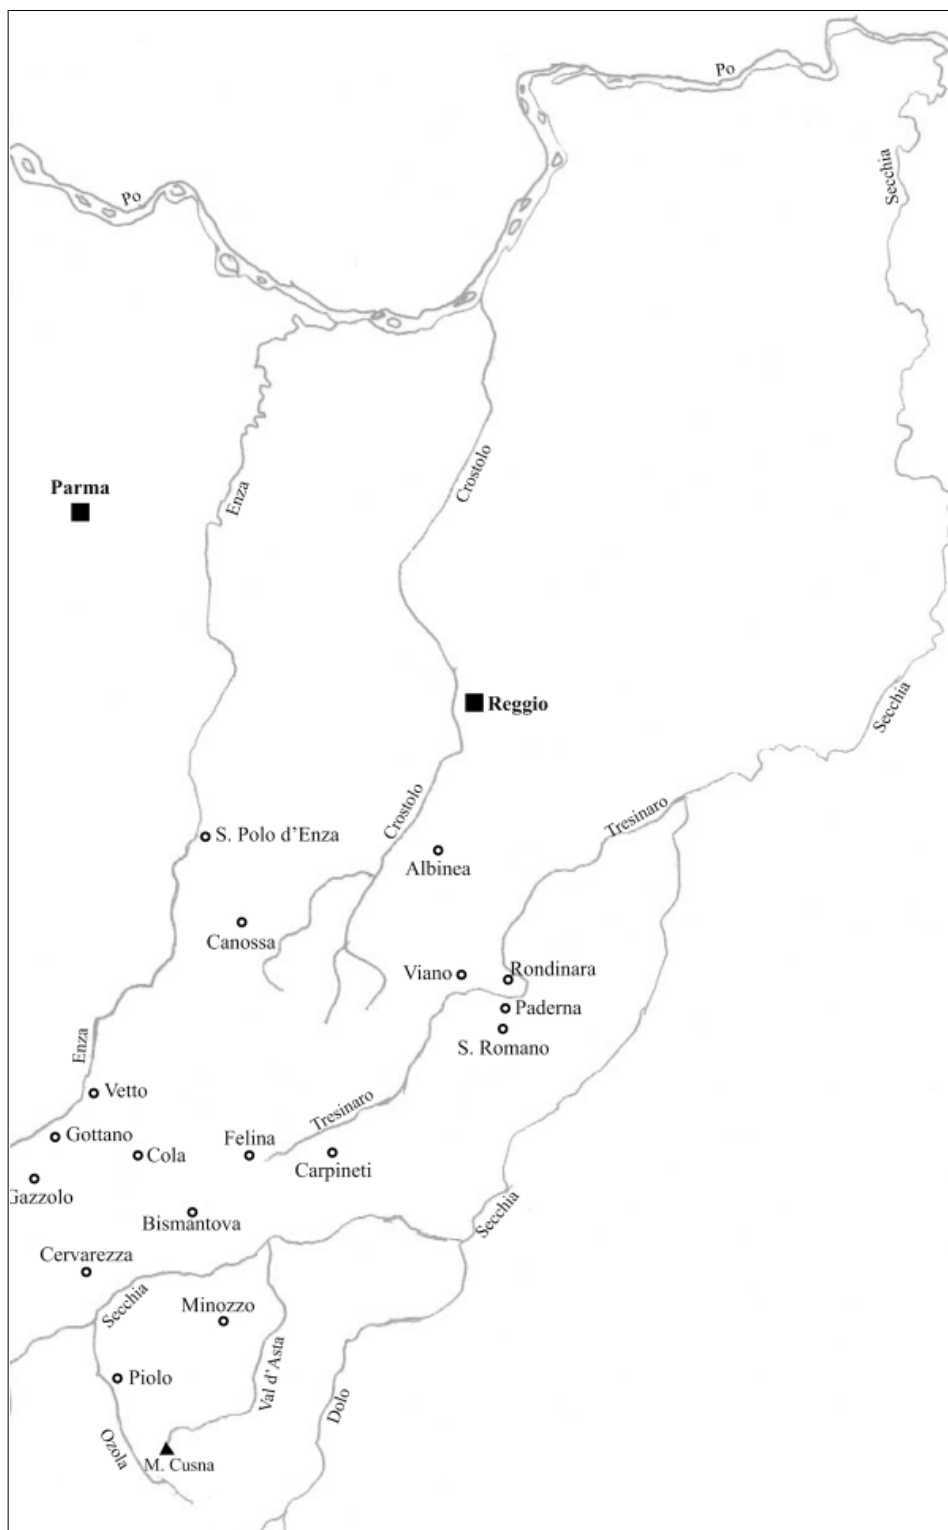 Po
Po
Secchia
Crostolo
Parma
Enza
Secchia
Reggio
Crostolo
Tresinaro
S. Polo d’Enza
Albinea
Canossa
Viano
Rondinara
Paderna
Enza
S. Romano
Vetto
Tresinaro
Gottano
Felina
Cola
Carpineti
Gazzolo
Secchia
Bismantova
Cervarezza
Secchia
Minozzo
Val d’Asta
Piolo
Dolo
Ozola
M. Cusna